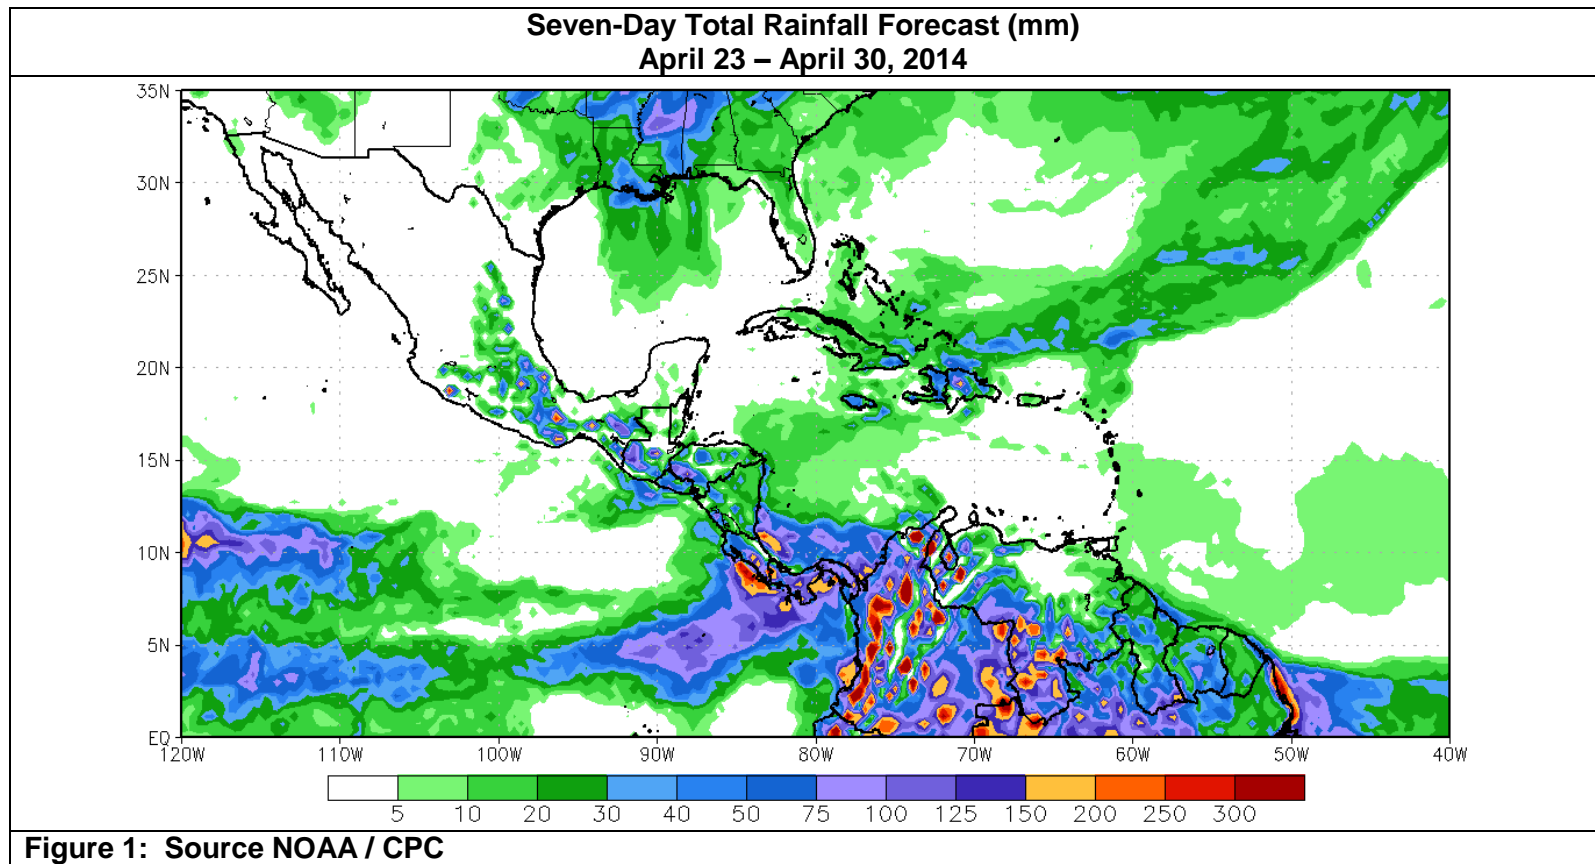 Seven-Day Total Rainfall Forecast (mm)
April 23 – April 30, 2014
35N
30N
25N
20N
15N
10N
5N
EQ
120W 110W 100W 90W 80W 70W 60W 50W 40W
5 10 20 30 40 50 75 100 125 150 200 250 300
Figure 1: Source NOAA / CPC